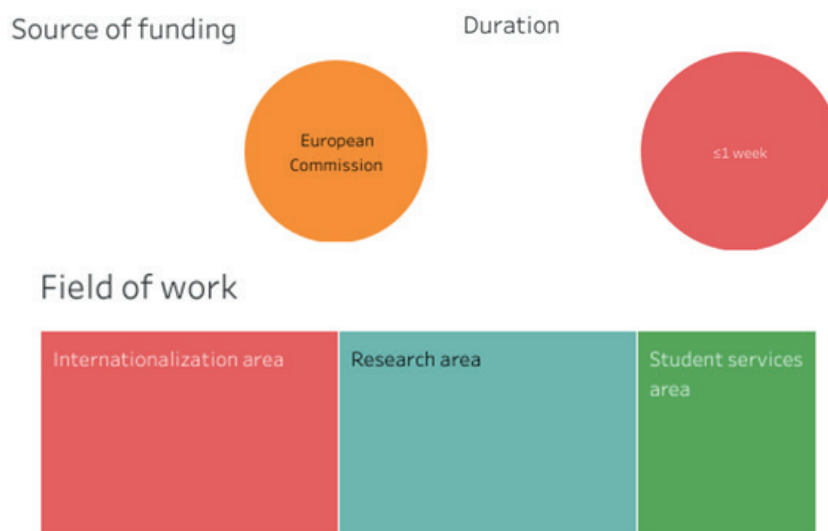 Source of funding
Duration
European
Commission
≤1 week
Field of work
Internationalization area
Research area
Student services
area